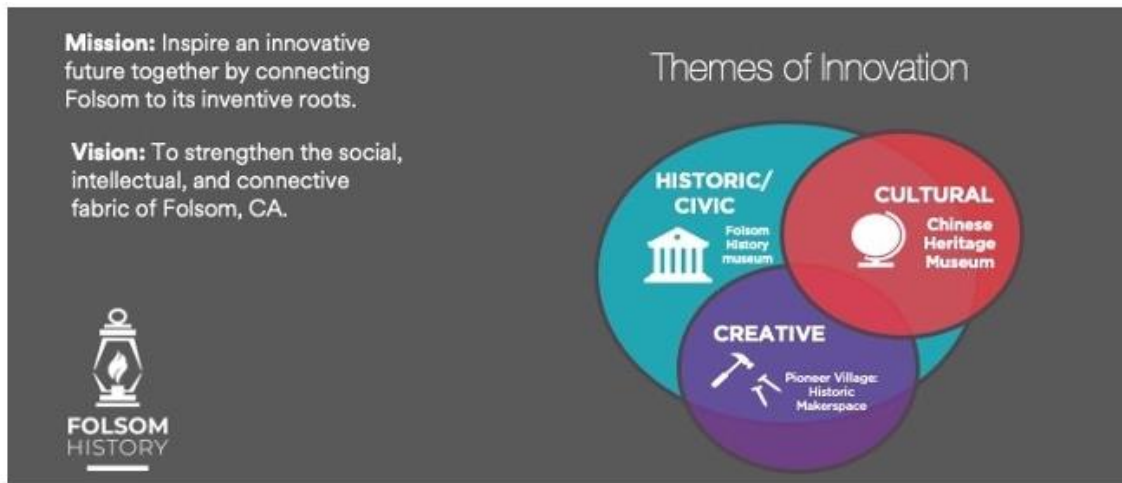 Mission: Inspire an innovative
future together by connecting
Folsom to its inventive roots.
Vision: To strengthen the social,
intellectual, and connective
fabric of Folsom, CA.
FOLSOM
HISTORY
Themes of Innovation
HISTORIC/
CIVIC
Folsom
History
museum
CULTURAL
Chinese
Heritage
Museum
CREATIVE
Pioneer Village:
Historic
Makerspace